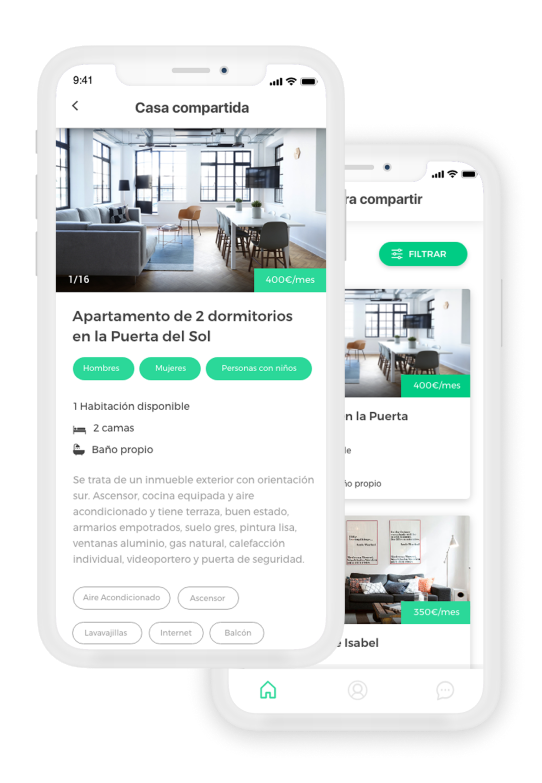 9:41
Casa compartida
1/16
400€/mes
Apartamento de 2 dormitorios
en la Puerta del Sol
Hombres
Mujeres
Personas con niños
1 Habitación disponible
2 camas
Baño propio
Se trata de un inmueble exterior con orientación
sur. Ascensor, cocina equipada y aire
acondicionado y tiene terraza, buen estado,
armarios empotrados, suelo gres, pintura lisa,
ventanas aluminio, gas natural, calefacción
individual, videoportero y puerta de seguridad.
Aire Acondicionado
Ascensor
Lavavajillas
Internet
Balcón
ra compartir
FILTRAR
400€/mes
n la Puerta
le
ño propio
350€/mes
e Isabel